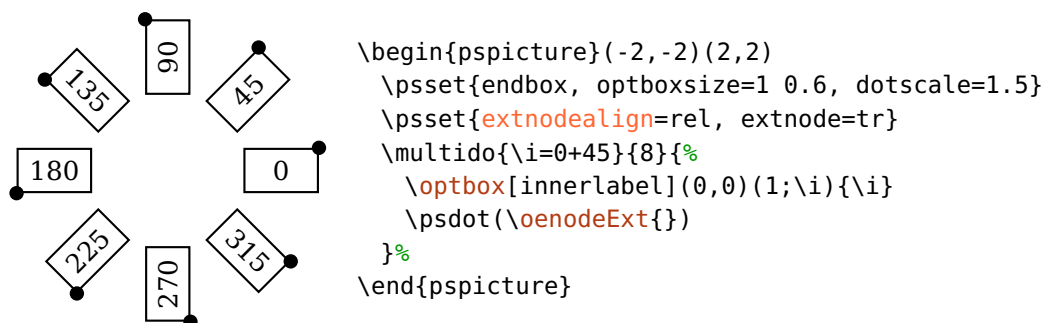 90
135
45
180
0
225
315
270
\begin{pspicture}(-2,-2)(2,2)
\psset{endbox, optboxsize=1 0.6, dotscale=1.5}
\psset{extnodealign=rel, extnode=tr}
\multido{\i=0+45}{8}{%
\optbox[innerlabel](0,0)(1;\i){\i}
\psdot(\oenodeExt{})
}%
\end{pspicture}